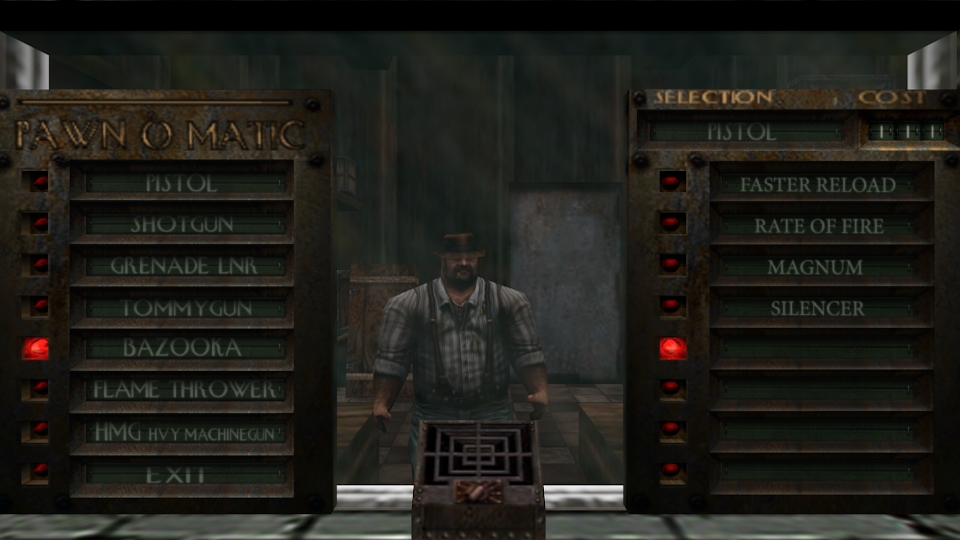 PAWN O MATIC
PISTOL
SHOTGUN
GRENADE LNR
TOMMYGUN
BAZOOKA
FLAME THROWER
HMG HVY MACHINEGUN
EXIT
SELECTION COST
PISTOL
FASTER RELOAD
RATE OF FIRE
MAGNUM
SILENCER